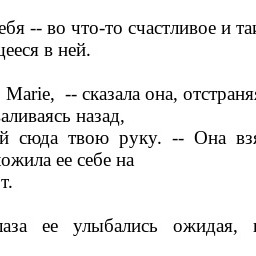 ебя -- во что-то счастливое и та
щееся в ней.
Marie, -- сказала она, отстраня
аливаясь назад,
й сюда твою руку. -- Она вз
ожила ее себе на
т.
лаза ее улыбались ожидая,